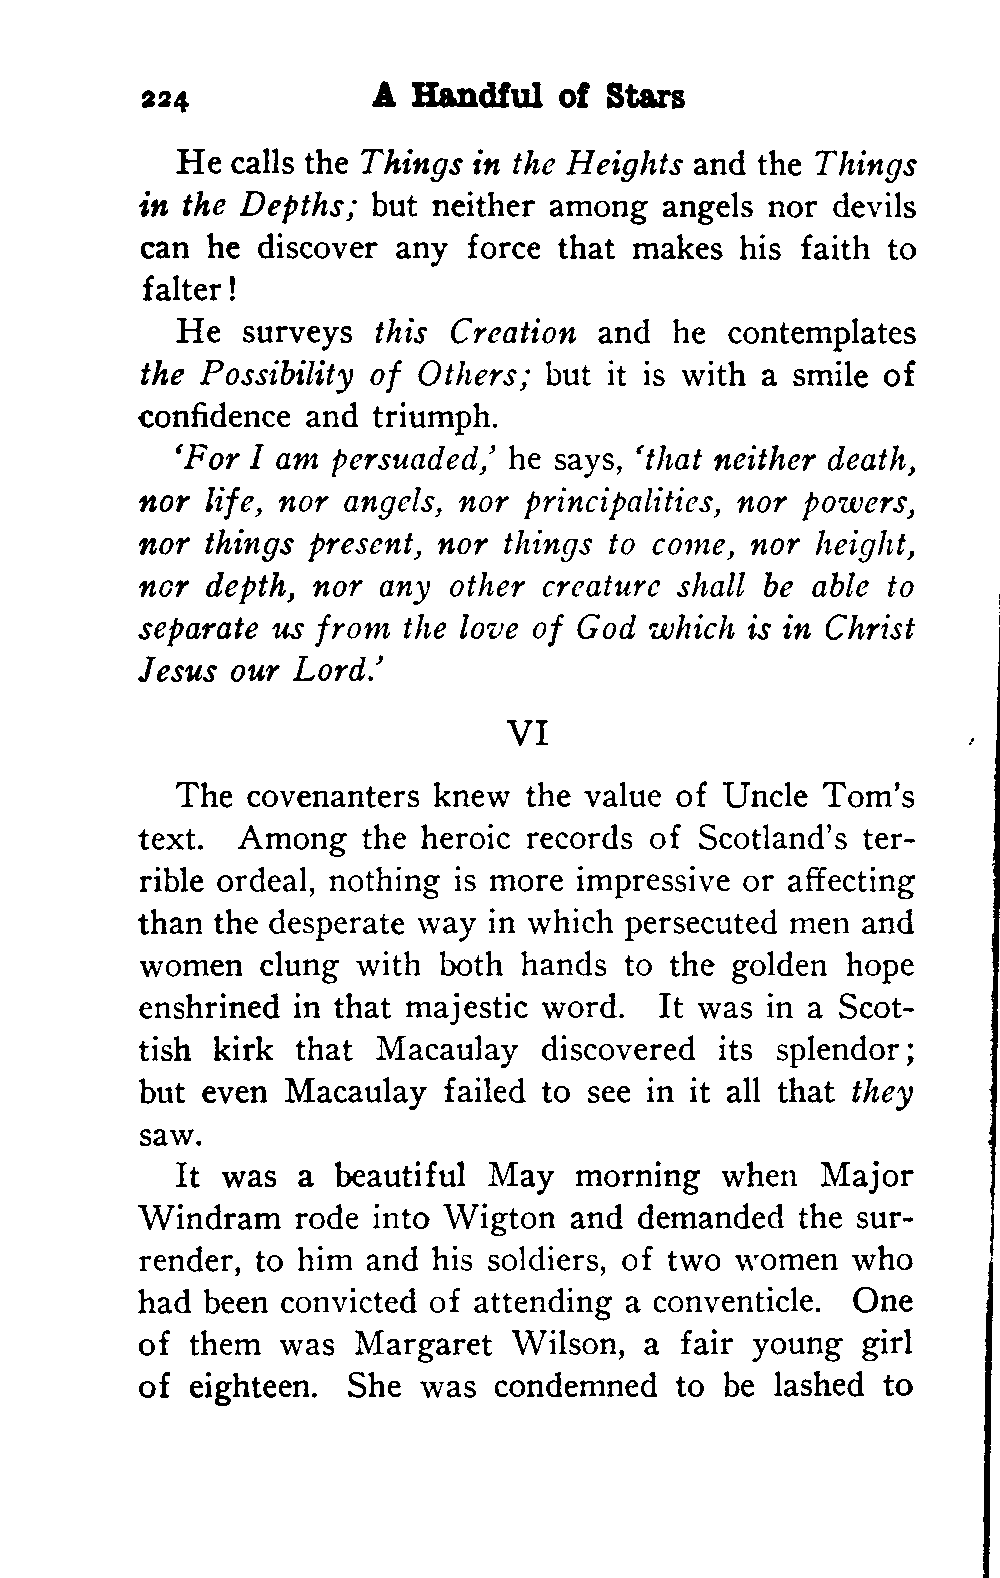 224 A Handful of Stars
He calls the Things in the Heights and the Things
in the Depths; but neither among angels nor devils
can he discover any force that makes his faith to
falter!
He surveys this Creation and he contemplates
the Possibility of Others; but it is with a smile of
confidence and triumph.
'For I am persuaded,' he says, 'that neither death,
nor life, nor angels, nor principalities, nor powers,
nor things present, nor things to come, nor height,
nor depth, nor any other creature shall be able to
separate us from the love of God which is in Christ
Jesus our Lord.'
VI
The covenanters knew the value of Uncle Tom's
text. Among the heroic records of Scotland's ter-
rible ordeal, nothing is more impressive or affecting
than the desperate way in which persecuted men and
women clung with both hands to the golden hope
enshrined in that majestic word. It was in a Scot-
tish kirk that Macaulay discovered its splendor;
but even Macaulay failed to see in it all that they
saw.
It was a beautiful May morning when Major
Windram rode into Wigton and demanded the sur-
render, to him and his soldiers, of two women who
had been convicted of attending a conventicle. One
of them was Margaret Wilson, a fair young girl
of eighteen. She was condemned to be lashed to